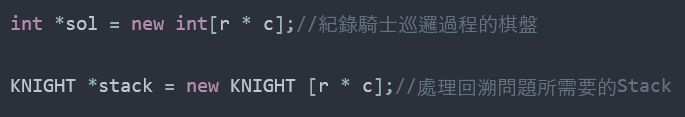 int *sol = new int[r * c];//紀錄騎士巡邏過程的棋盤
KNIGHT *stack = new KNIGHT [r * c];//處理回溯問題所需要的Stack